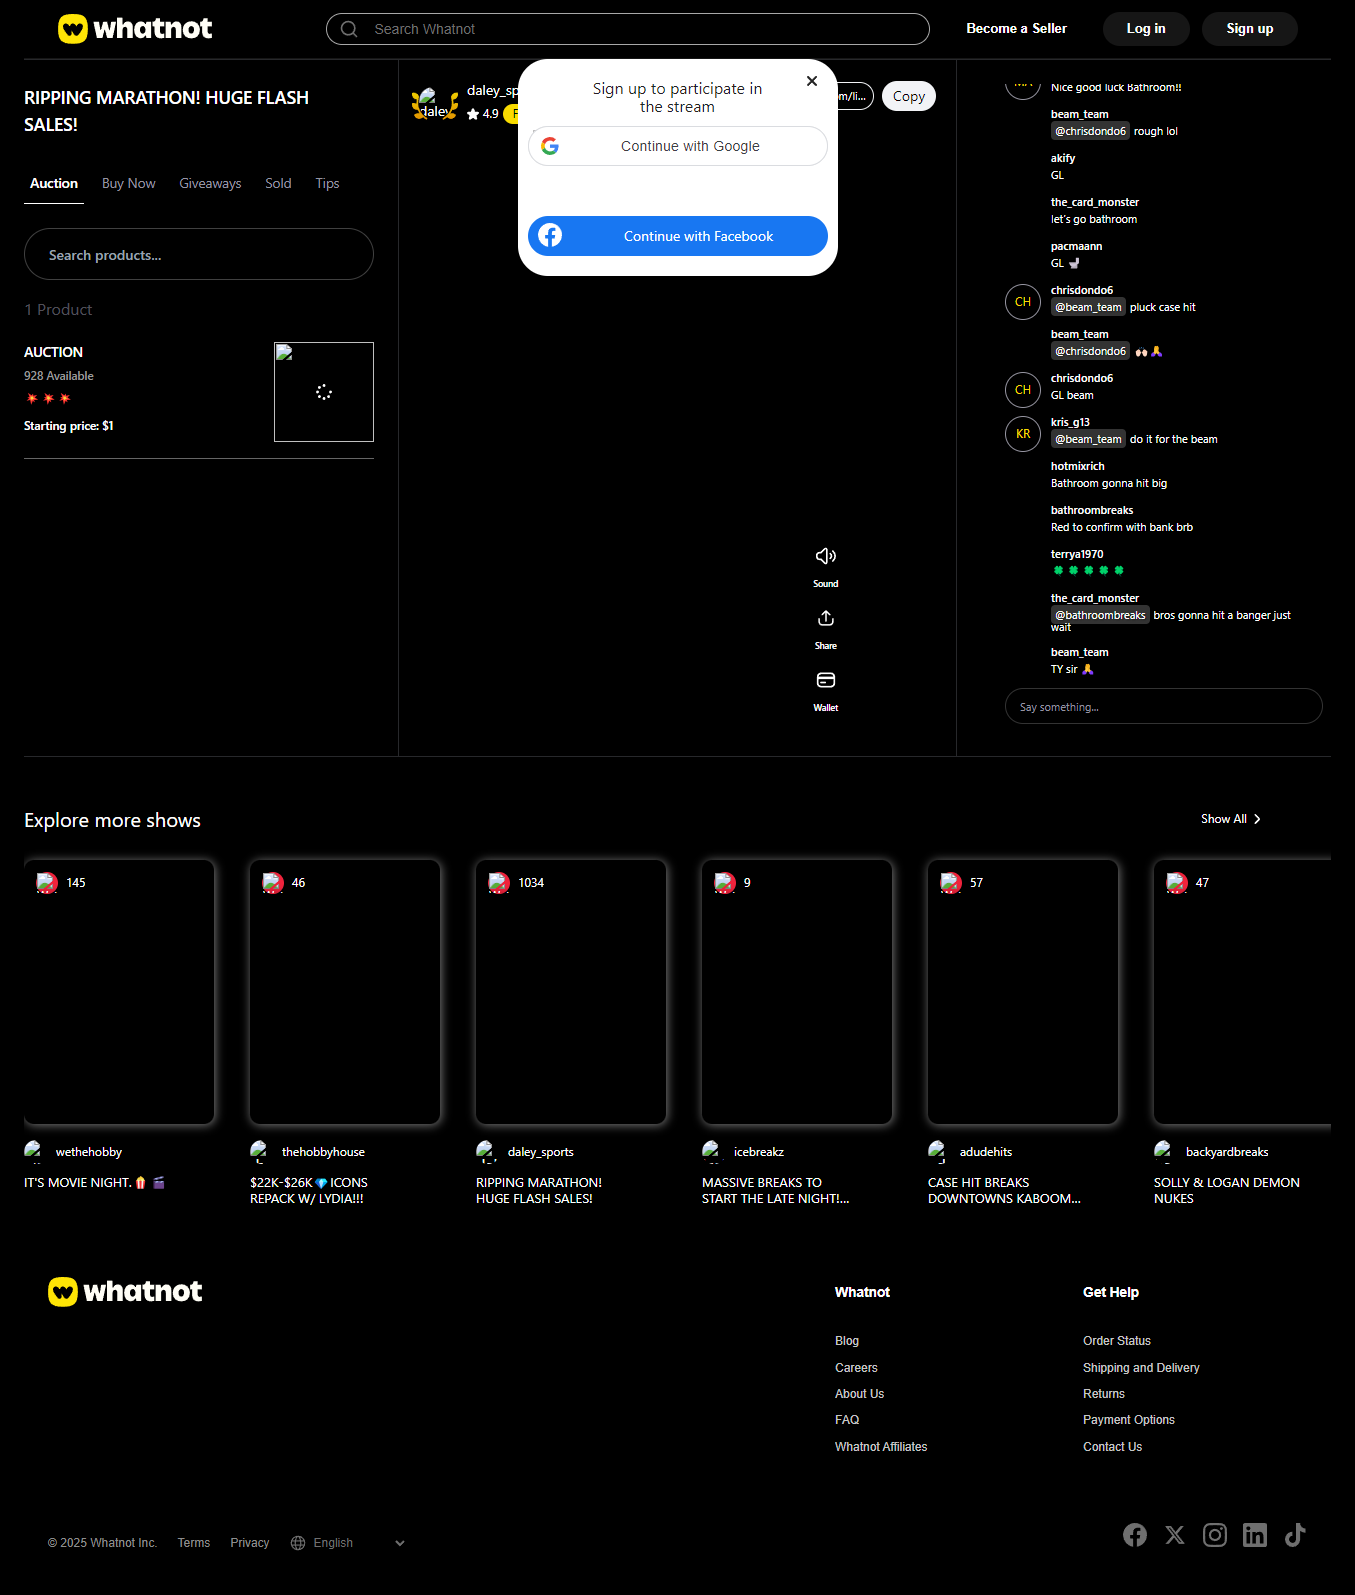 whatnot
Search Whatnot
Become a Seller
Log in
Sign up
RIPPING MARATHON! HUGE FLASH
SALES!
Auction
Buy Now
Giveaways
Sold
Tips
Search products...
1 Product
AUCTION
928 Available
💥💥💥
Starting price: $1
daley
daley_sp
4.9
F
Sign up to participate in
the stream
Continue with Google
Continue with Facebook
om/li...
Copy
Sound
Share
Wallet
Nice good luck Bathroom!!
beam_team
@chrisdondo6 rough lol
akify
GL
the_card_monster
let's go bathroom
pacmaann
GL 🚽
CH
chrisdondo6
@beam_team pluck case hit
beam_team
@chrisdondo6 🙌🏻🙏
CH
chrisdondo6
GL beam
KR
kris_g13
@beam_team do it for the beam
hotmixrich
Bathroom gonna hit big
bathroombreaks
Red to confirm with bank brb
terrya1970
🍀🍀🍀🍀🍀
the_card_monster
@bathroombreaks bros gonna hit a banger just
wait
beam_team
TY sir 🙏
Say something...
Explore more shows
Show All
145
wethehobby
IT'S MOVIE NIGHT.🍿🎬
46
thehobbyhouse
$22K-$26K💎ICONS
REPACK W/ LYDIA!!!
1034
daley_sports
RIPPING MARATHON!
HUGE FLASH SALES!
9
icebreakz
MASSIVE BREAKS TO
START THE LATE NIGHT!...
57
adudehits
CASE HIT BREAKS
DOWNTOWNS KABOOM...
47
backyardbreaks
SOLLY & LOGAN DEMON
NUKES
whatnot
Whatnot
Blog
Careers
About Us
FAQ
Whatnot Affiliates
Get Help
Order Status
Shipping and Delivery
Returns
Payment Options
Contact Us
© 2025 Whatnot Inc.
Terms
Privacy
English